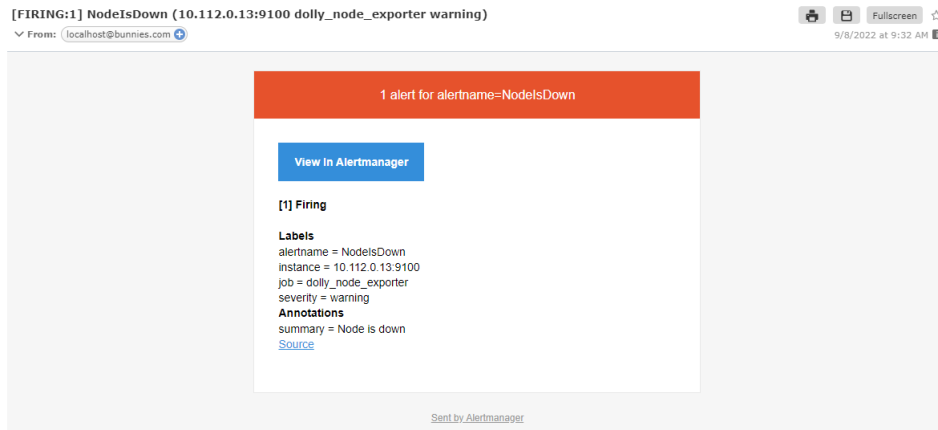 [FIRING:1] NodeIsDown (10.112.0.13:9100 dolly_node_exporter warning)
Fullscreen
From: localhost@bunnies.com
9/8/2022 at 9:32 AM
1 alert for alertname=NodeIsDown
View In Alertmanager
[1] Firing
Labels
alertname = NodeIsDown
instance = 10.112.0.13:9100
job = dolly_node_exporter
severity = warning
Annotations
summary = Node is down
Source
Sent by Alertmanager